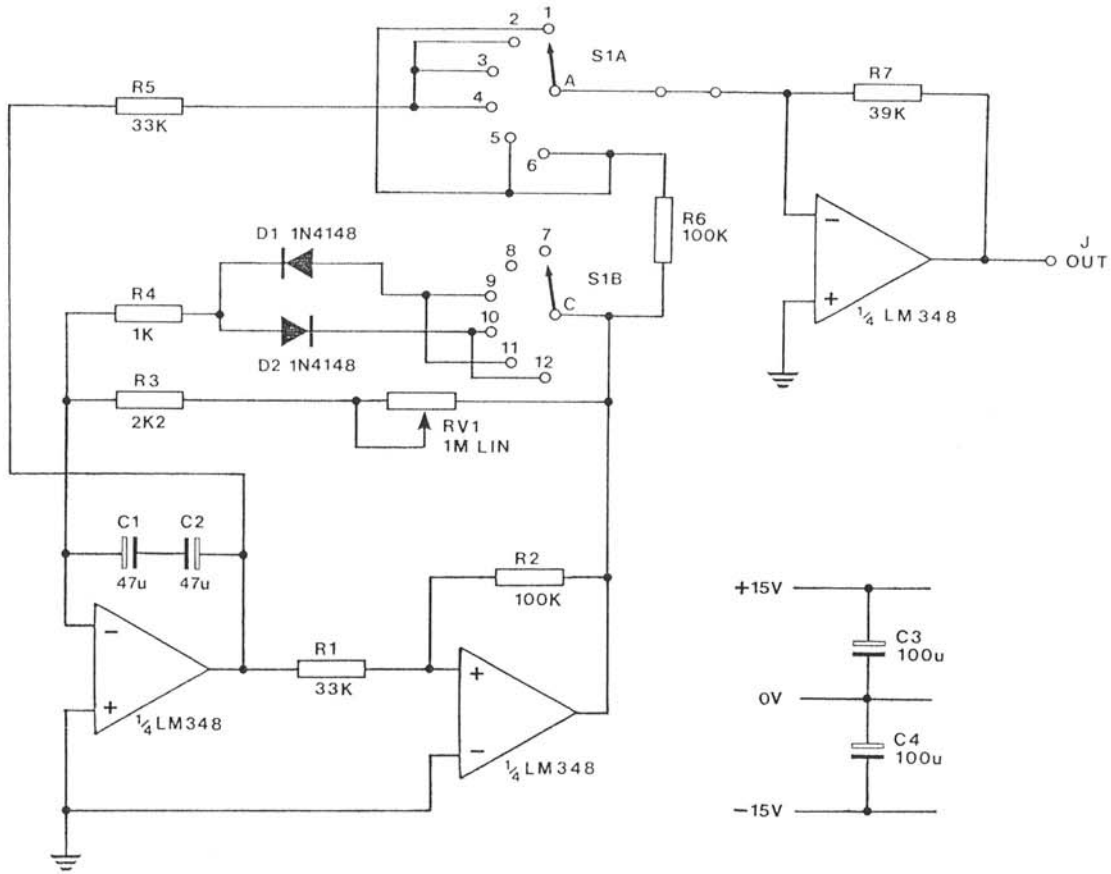 1
2
S1A
3
A
R7
39K
R5
33K
4
5
6
R6
100K
D1 1N4148
7
8
S1B
9
C
R4
1K
10
D2 1N4148
11
12
J
OUT
−
+
¼ LM348
R3
2K2
RV1
1M LIN
C1
47u
C2
47u
R2
100K
−
+
¼ LM348
R1
33K
+
−
¼ LM348
+15V
C3
100u
0V
C4
100u
−15V